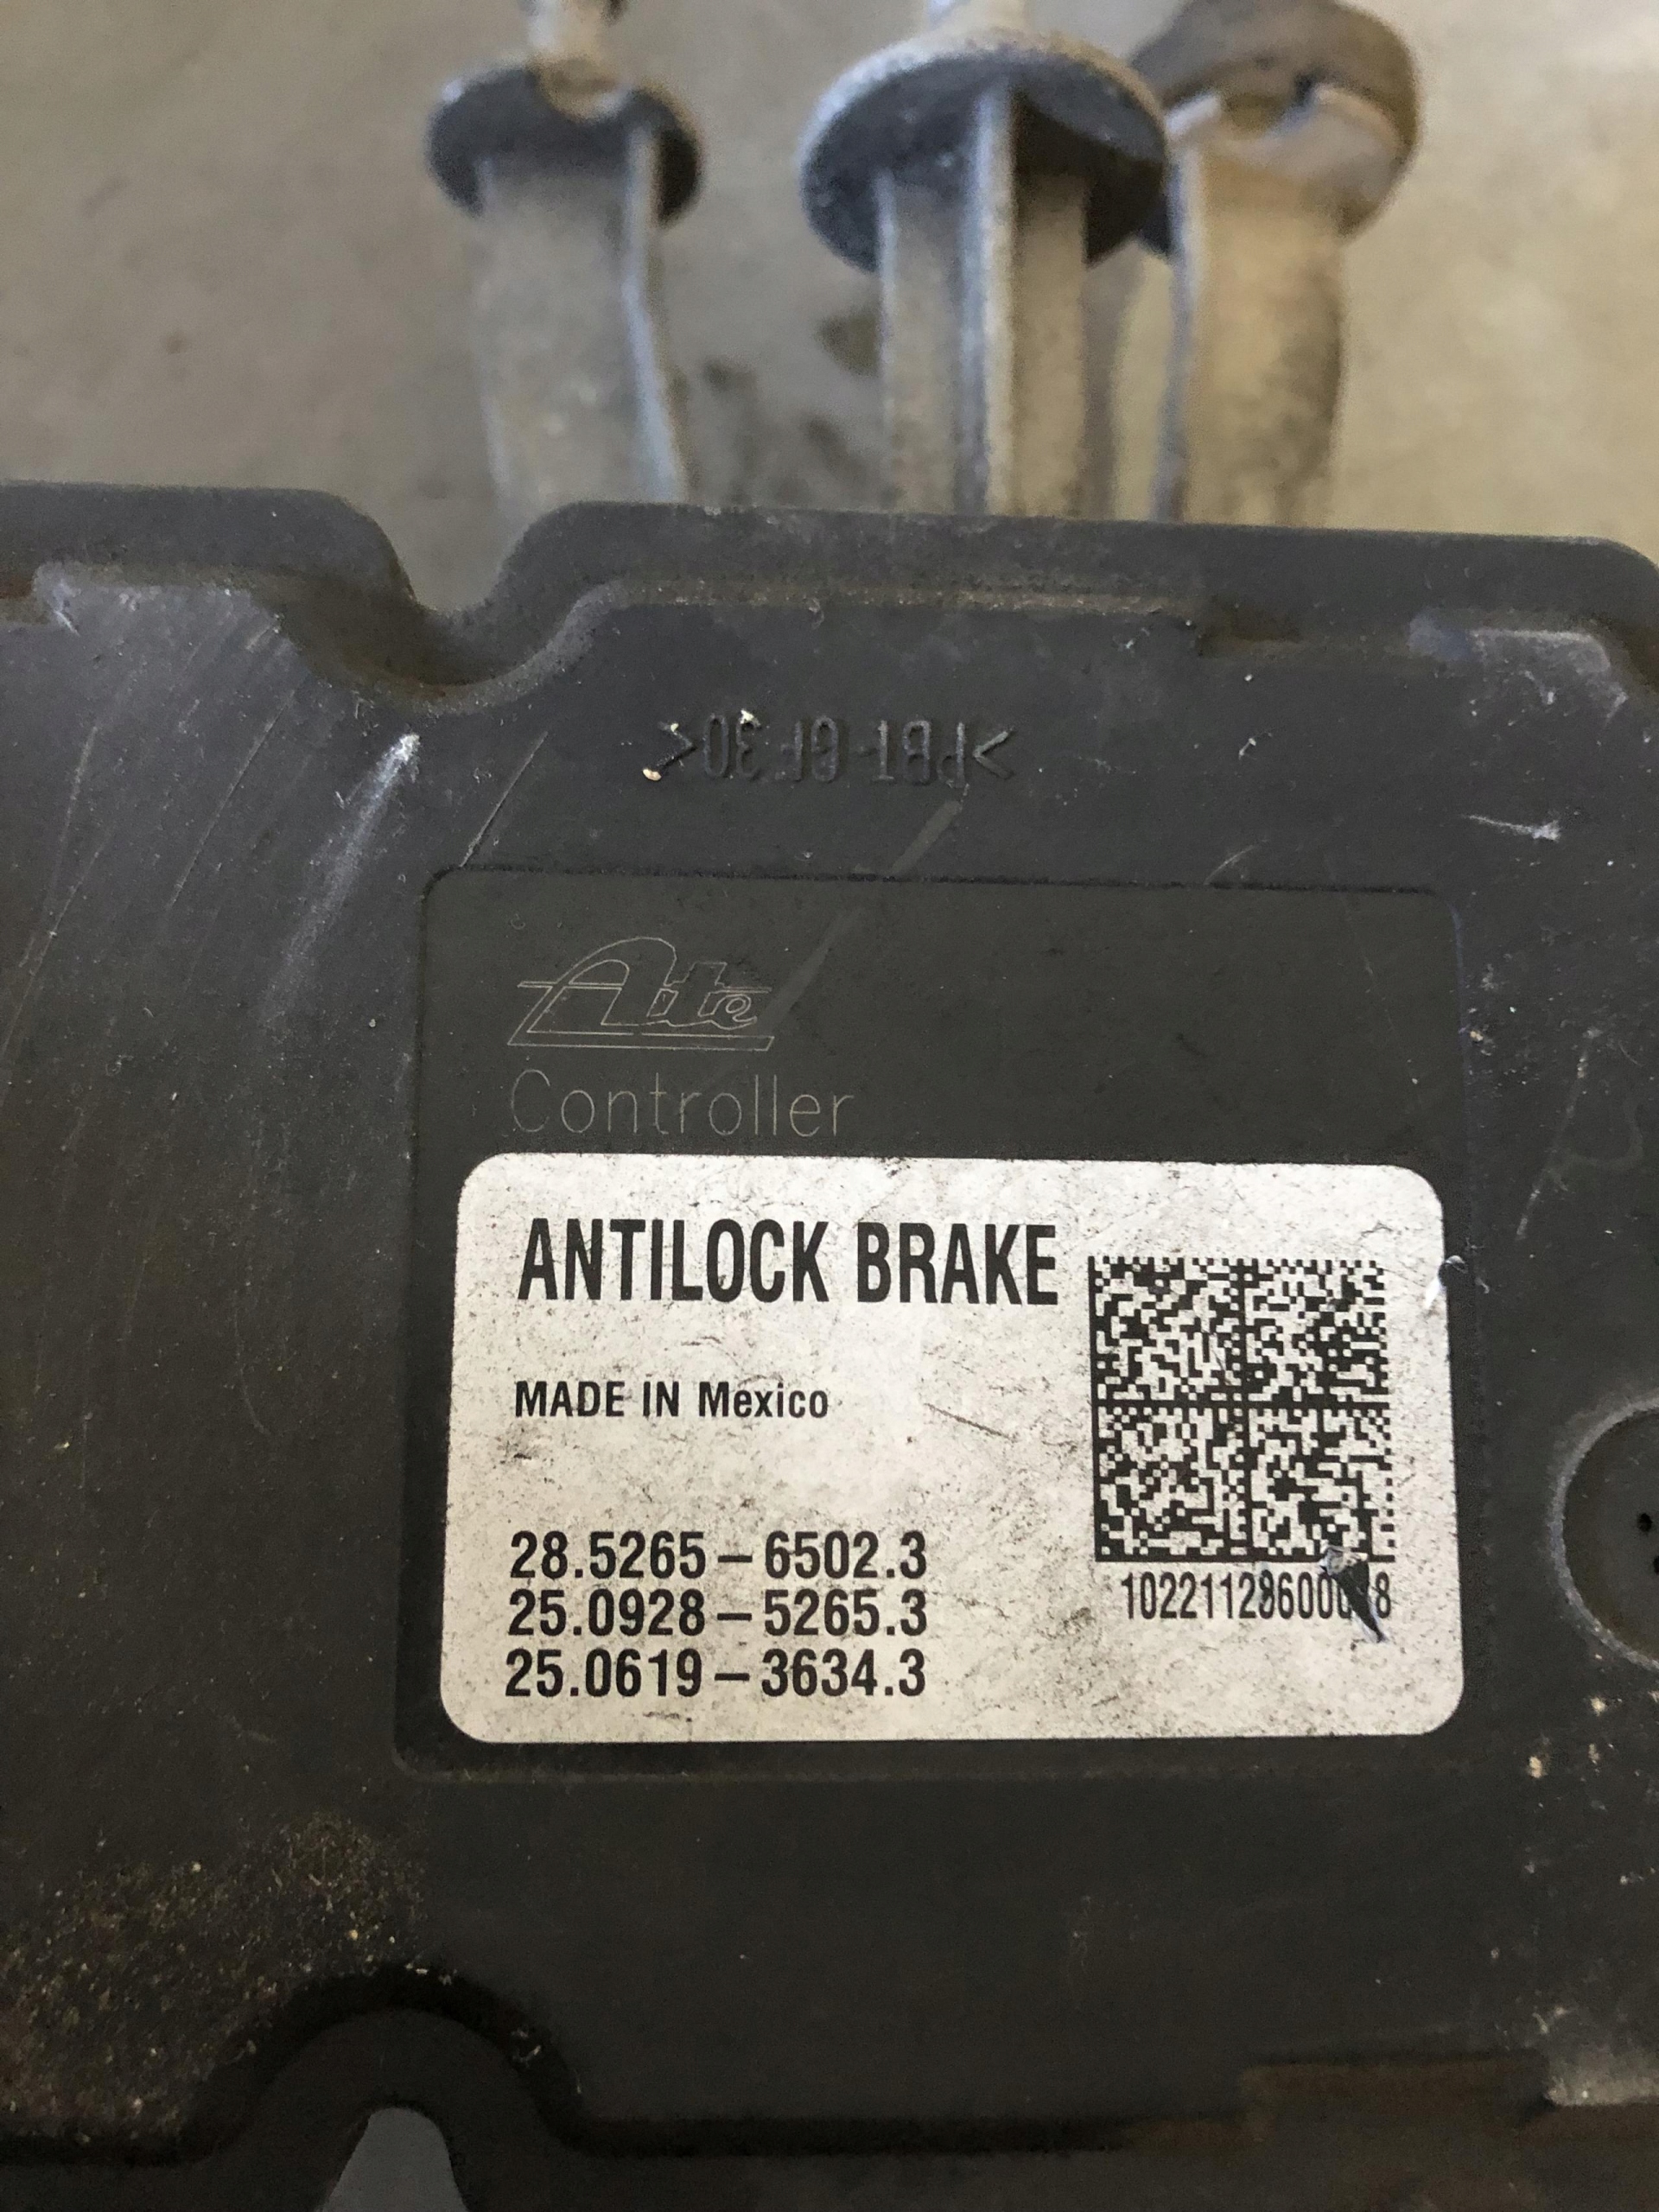 >PBT-GF30<
Ate
Controller
ANTILOCK BRAKE
MADE IN Mexico
28.5265–6502.3
25.0928–5265.3
25.0619–3634.3